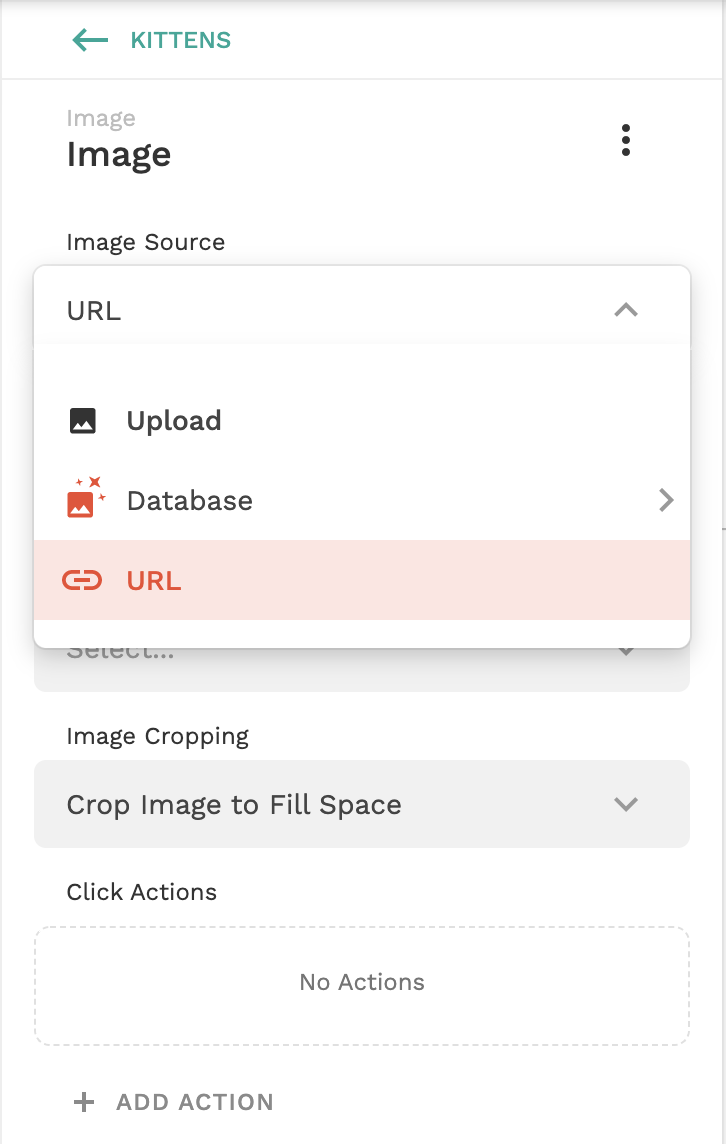 KITTENS
Image
Image
Image Source
URL
Upload
Database
URL
Select...
Image Cropping
Crop Image to Fill Space
Click Actions
No Actions
ADD ACTION